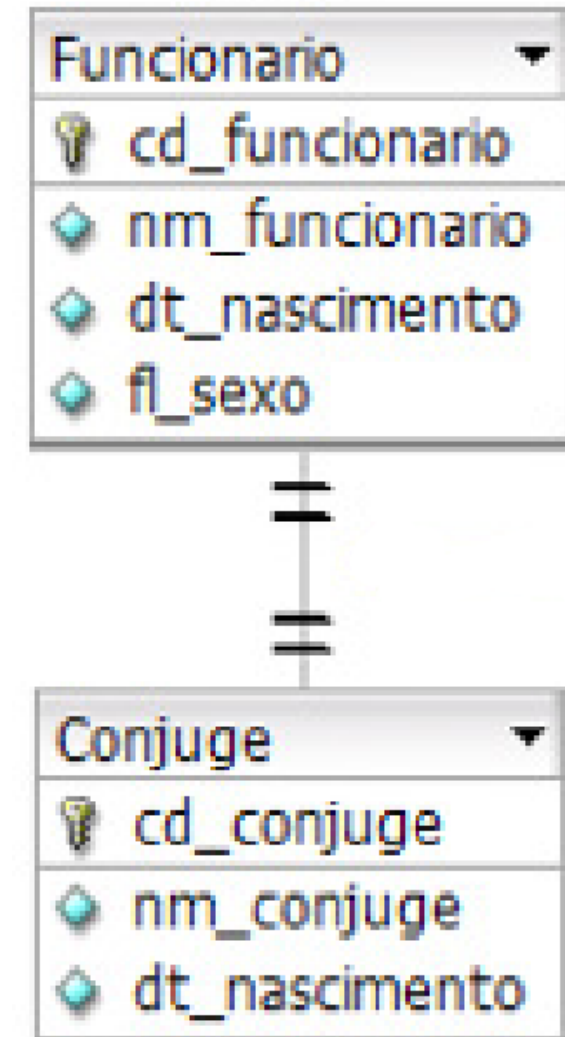 Funcionario
cd_funcionario
nm_funcionario
dt_nascimento
fl_sexo
Conjuge
cd_conjuge
nm_conjuge
dt_nascimento